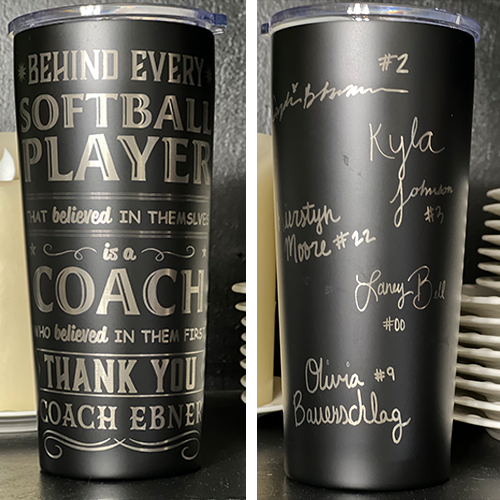 BEHIND EVERY
SOFTBALL
PLAYER
THAT believed IN THEMSLVES
is a
COACH
WHO believed IN THEM FIRST
THANK YOU
COACH EBNER
#2
Kyla
Johnson
#3
Moore #22
Laney Bell
#00
Olivia #9
Bauerschlag